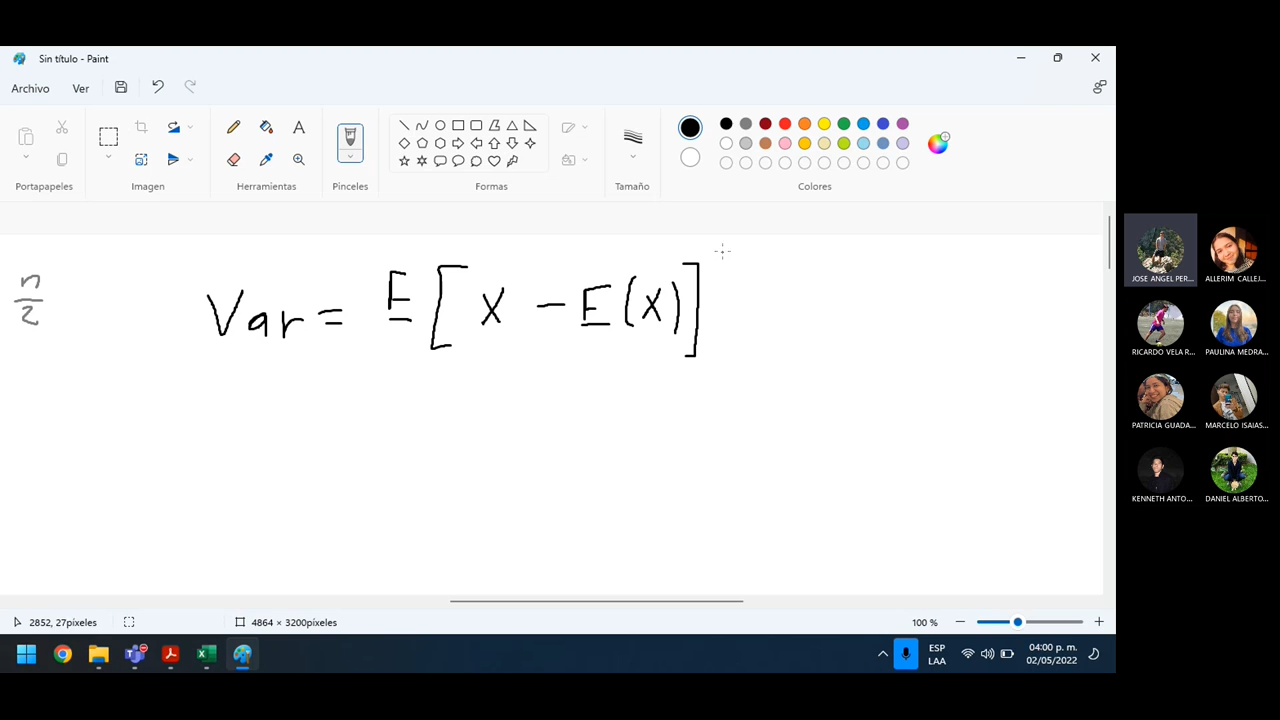 Sin título - Paint
Archivo Ver
Portapapeles Imagen Herramientas Pinceles Formas Tamaño Colores
n
2
Var = E[X - E(X)]
JOSE ANGEL PER... ALLERIM CALLEJ...
RICARDO VELA R... PAULINA MEDRA...
PATRICIA GUADA... MARCELO ISAIAS...
KENNETH ANTO... DANIEL ALBERTO...
2852, 27píxeles 4864 × 3200píxeles 100 %
ESP
LAA
04:00 p. m.
02/05/2022